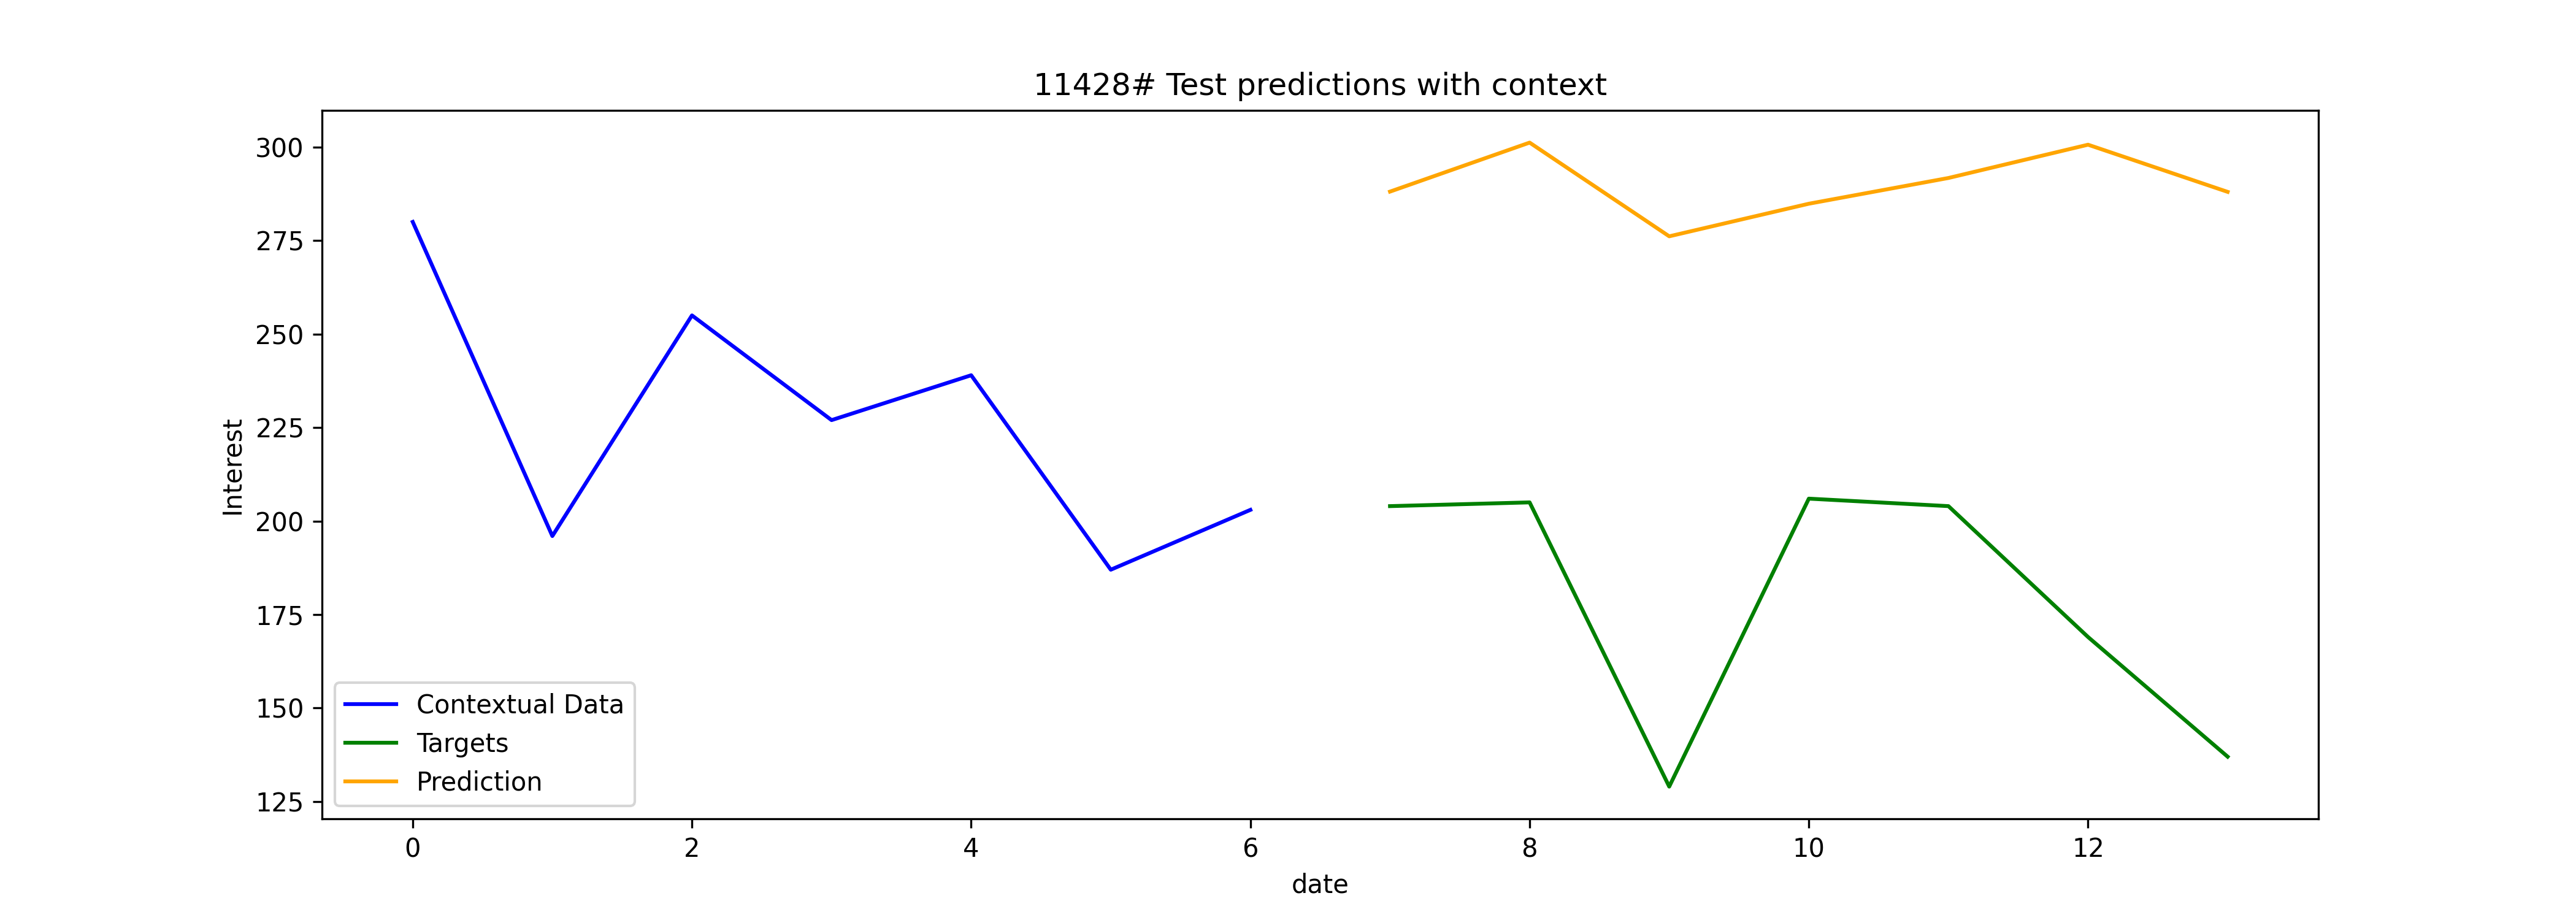 11428# Test predictions with context
300
275
250
225
200
175
150
125
Interest
Contextual Data
Targets
Prediction
0 2 4 6 8 10 12
date